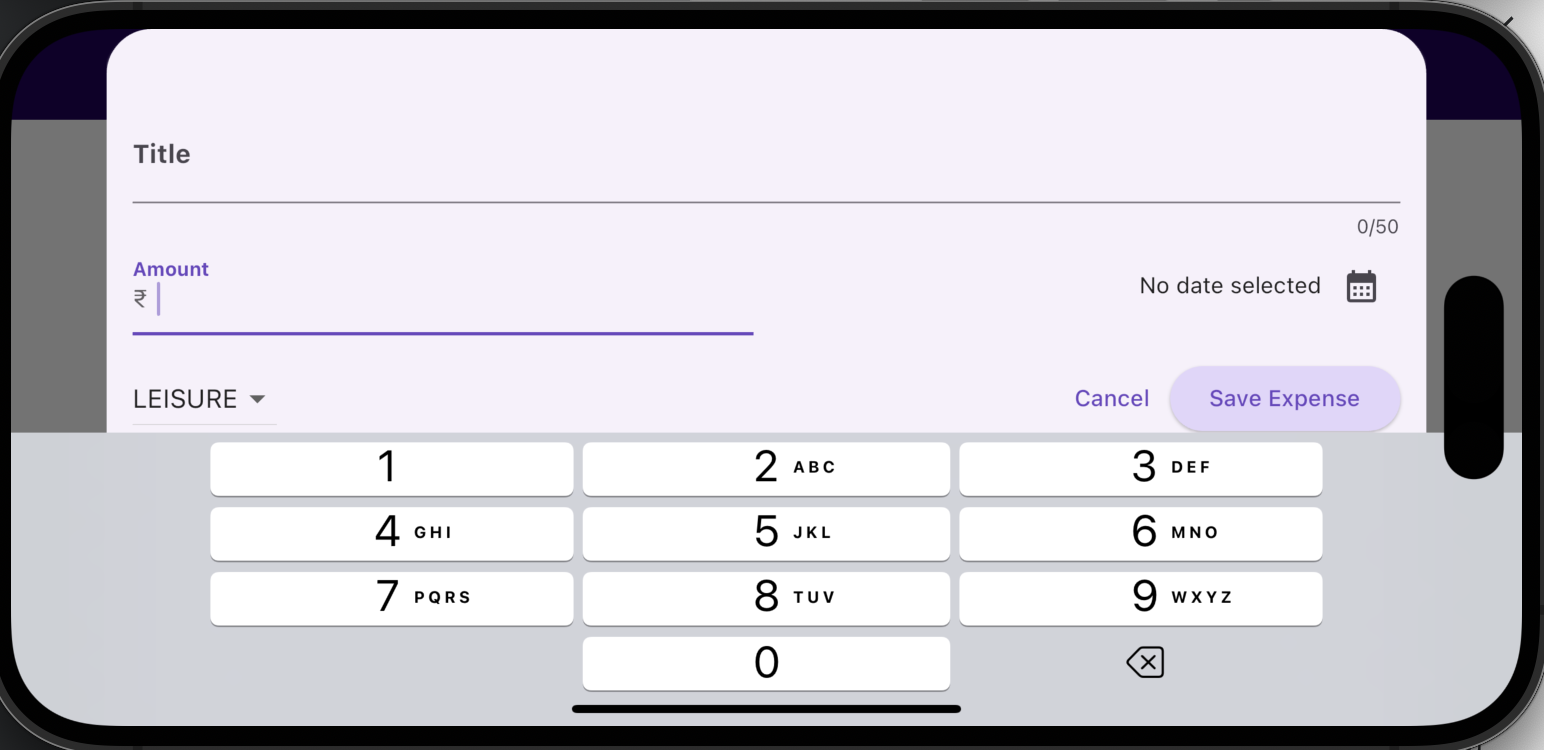 Title
0/50
Amount
₹
No date selected
LEISURE
Cancel
Save Expense
1
2 ABC
3 DEF
4 GHI
5 JKL
6 MNO
7 PQRS
8 TUV
9 WXYZ
0